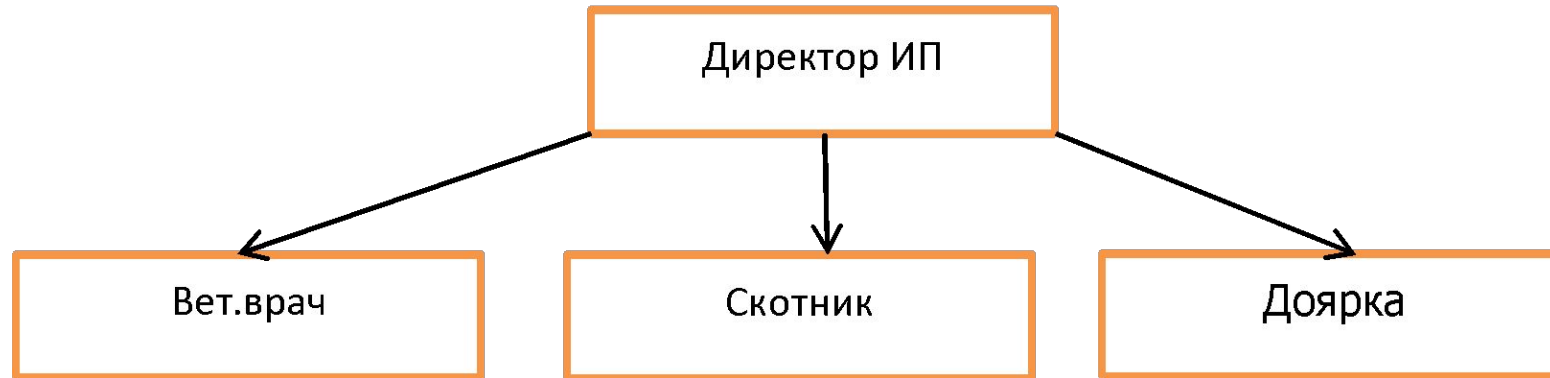 Директор ИП
Вет.врач
Скотник
Доярка